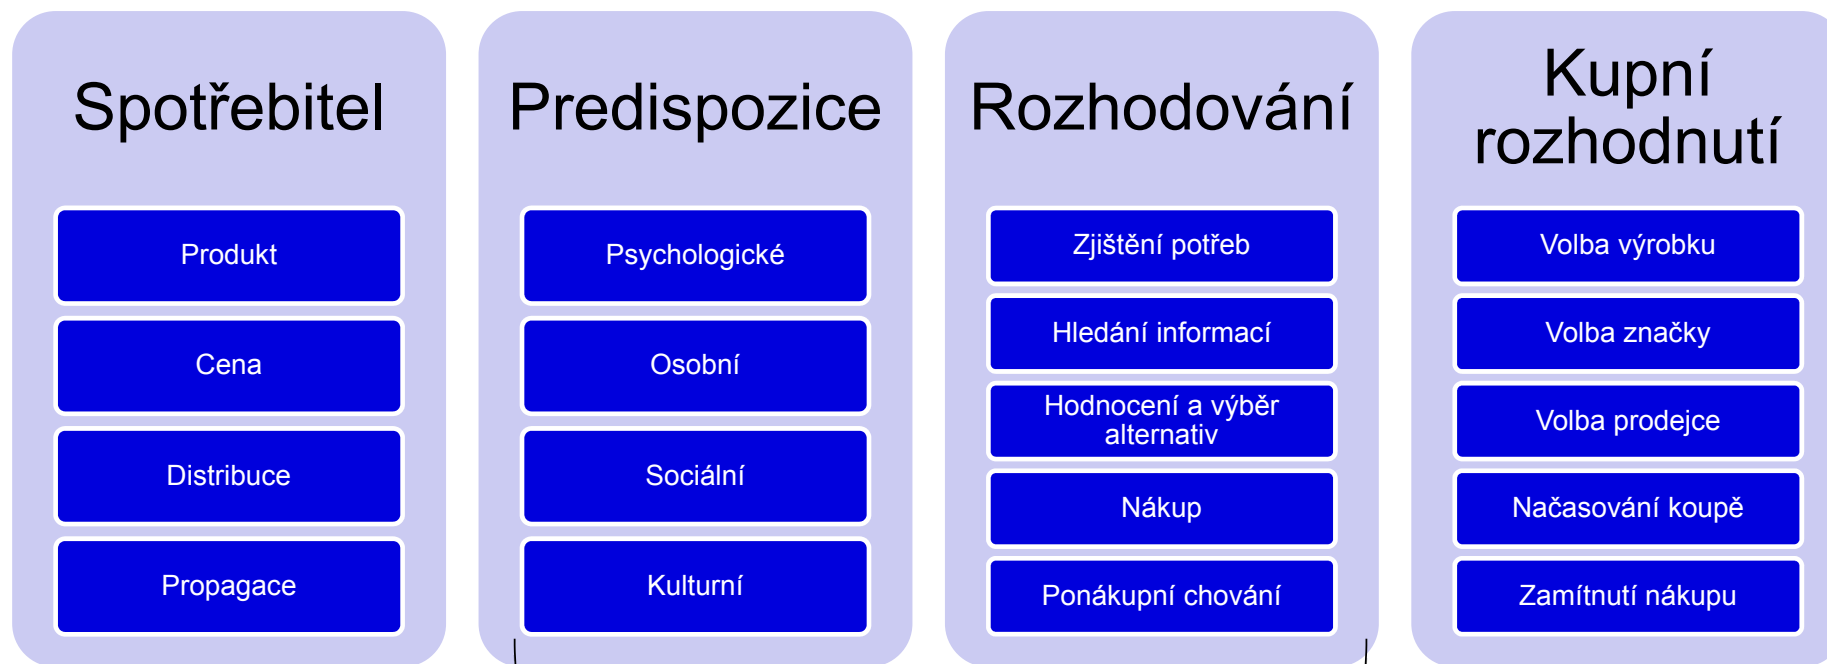 Spotřebitel
Produkt
Cena
Distribuce
Propagace
Predispozice
Psychologické
Osobní
Sociální
Kulturní
Rozhodování
Zjištění potřeb
Hledání informací
Hodnocení a výběr
alternativ
Nákup
Ponákupní chování
Kupní
rozhodnutí
Volba výrobku
Volba značky
Volba prodejce
Načasování koupě
Zamítnutí nákupu